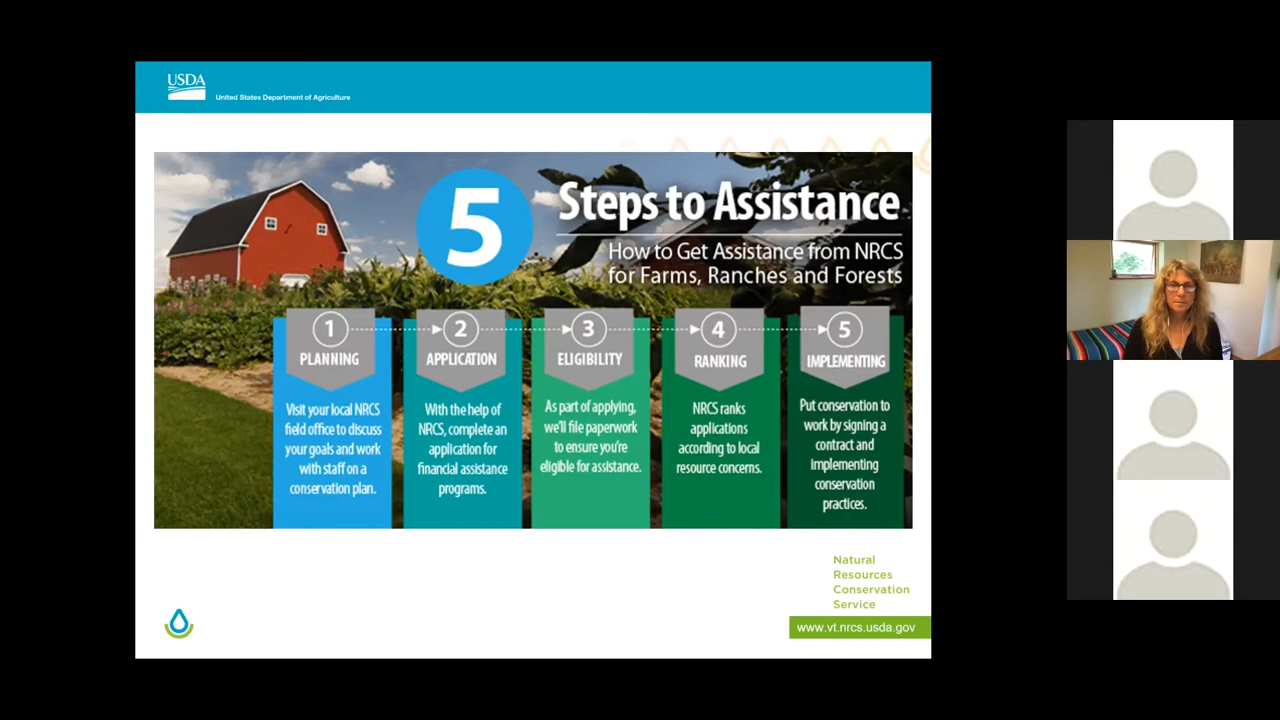 USDA
United States Department of Agriculture
5
Steps to Assistance
How to Get Assistance from NRCS
for Farms, Ranches and Forests
1
PLANNING
Visit your local NRCS
field office to discuss
your goals and work
with staff on a
conservation plan.
2
APPLICATION
With the help of
NRCS, complete an
application for
financial assistance
programs.
3
ELIGIBILITY
As part of applying,
we'll file paperwork
to ensure you're
eligible for assistance.
4
RANKING
NRCS ranks
applications
according to local
resource concerns.
5
IMPLEMENTING
Put conservation to
work by signing a
contract and
implementing
conservation
practices.
Natural
Resources
Conservation
Service
www.vt.nrcs.usda.gov